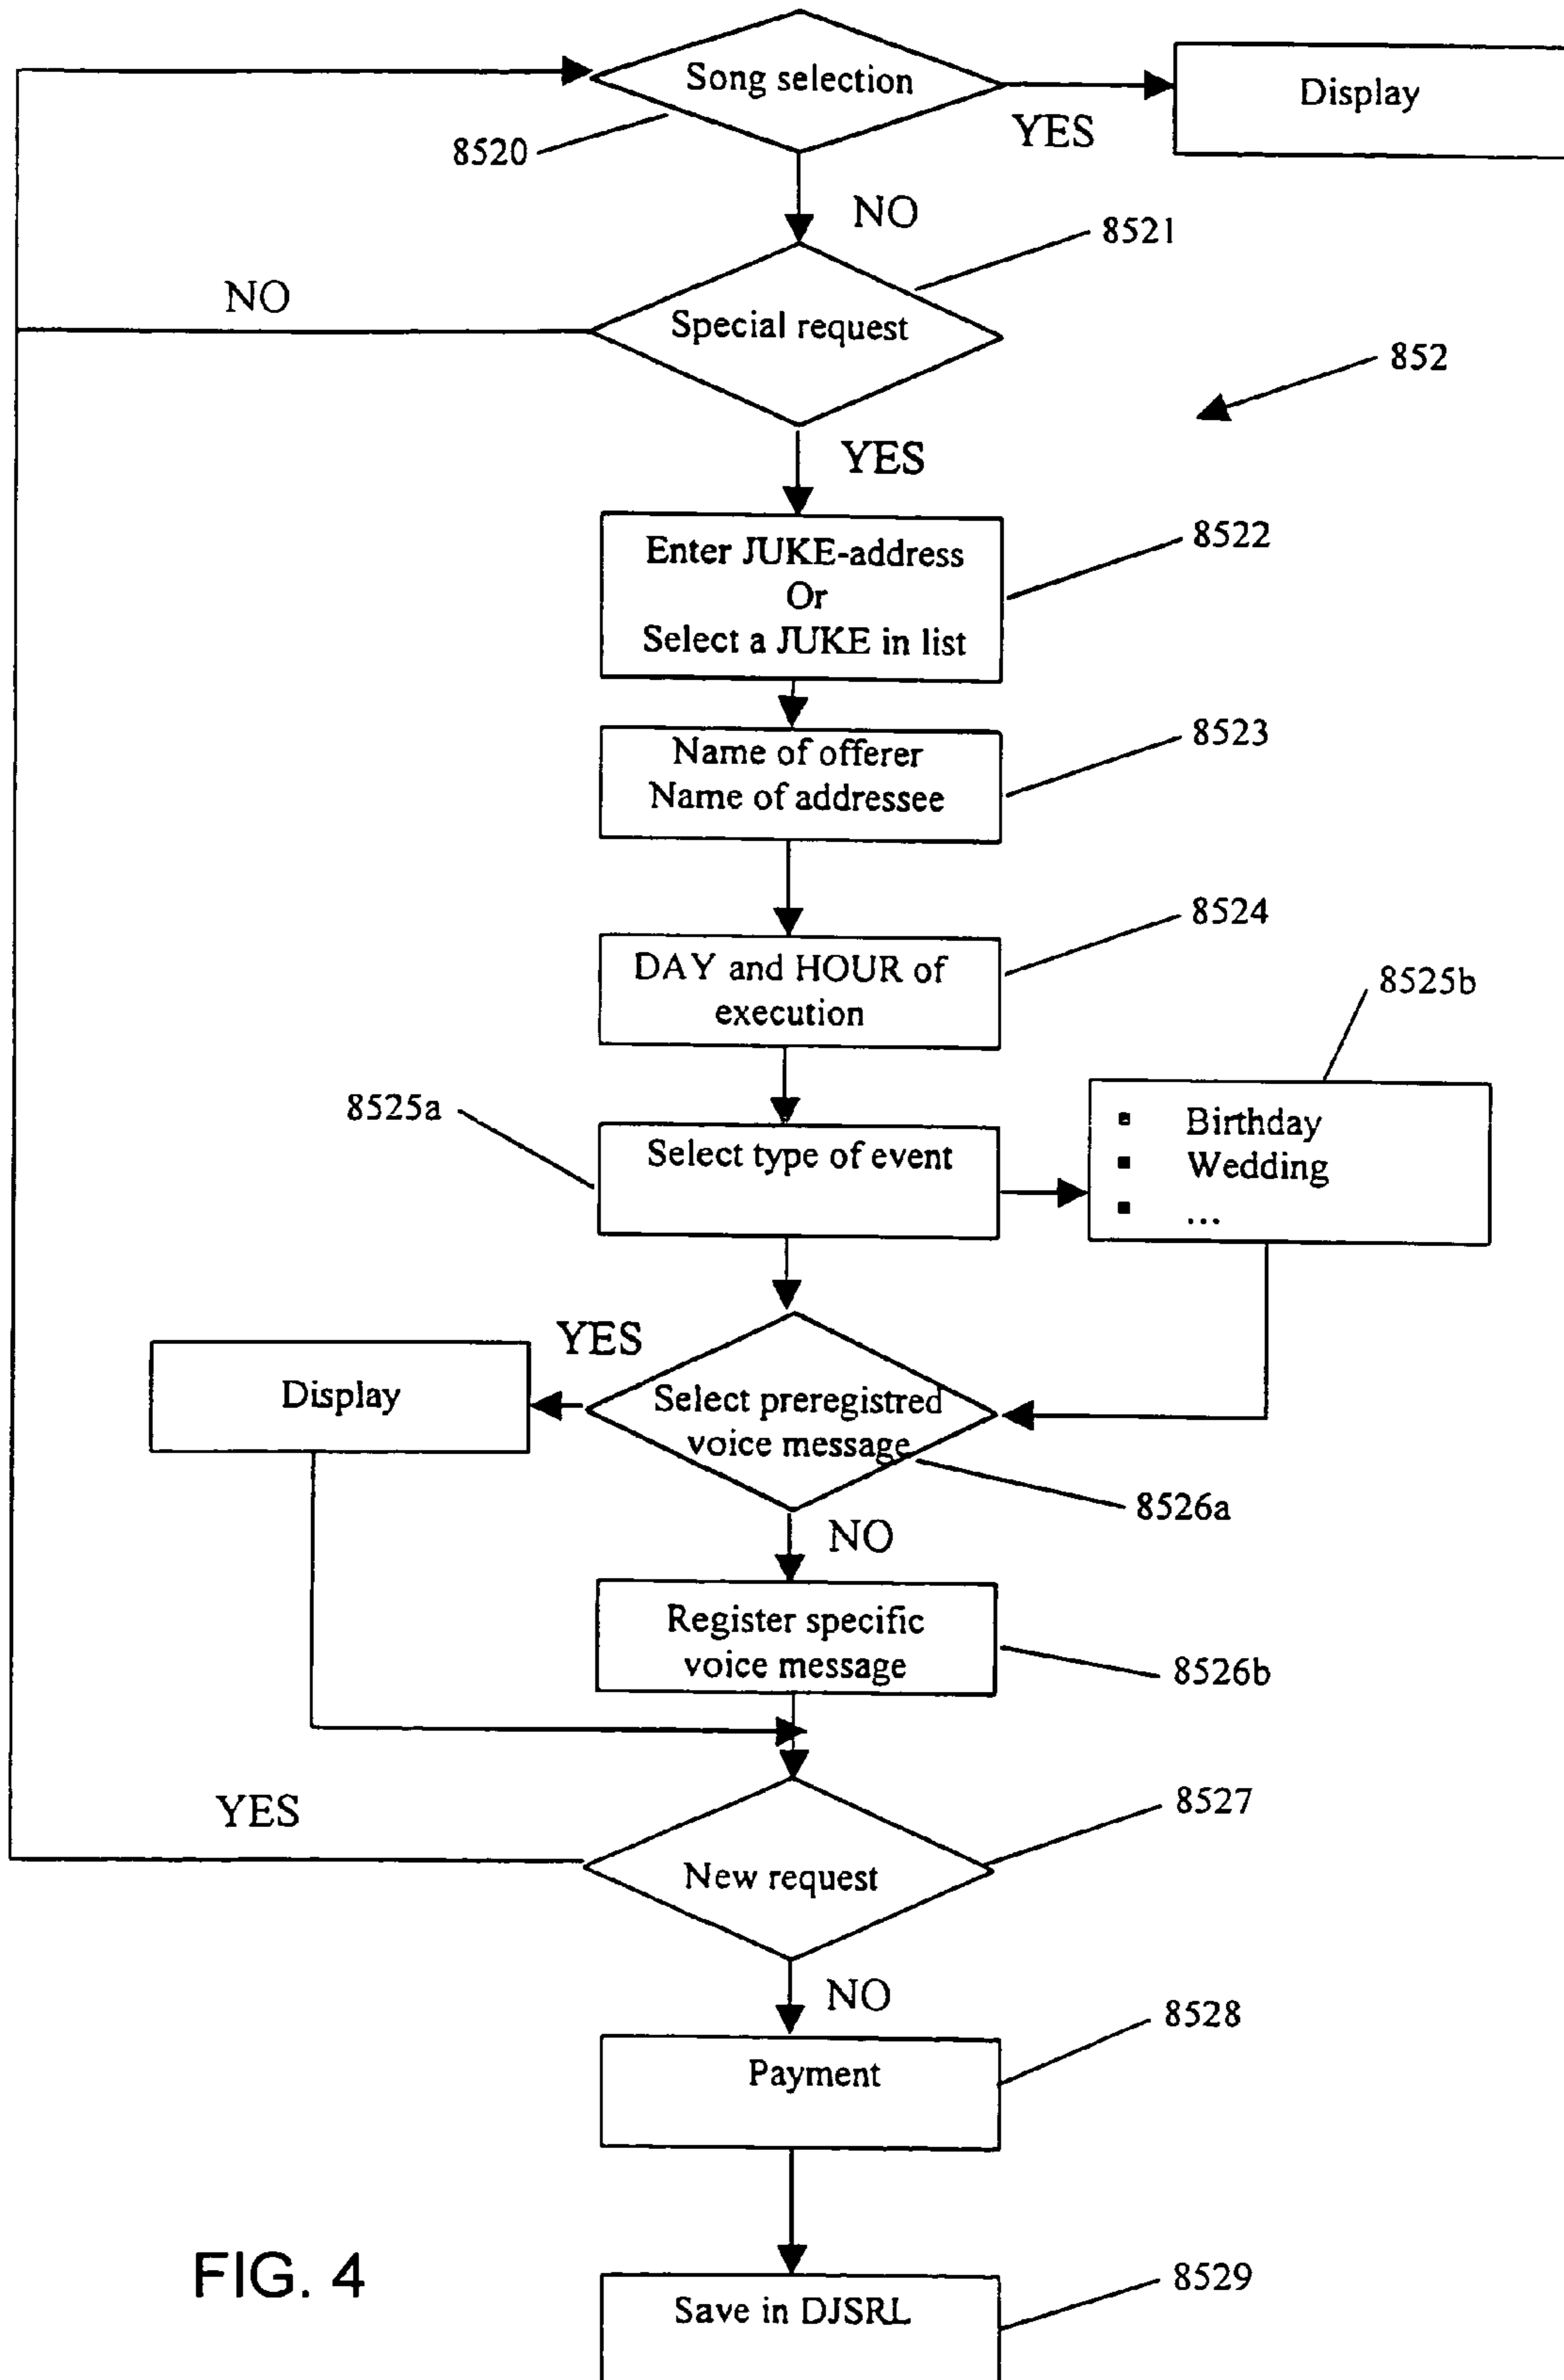 Song selection
Display
YES
8520
NO
8521
NO
Special request
852
YES
8522
Enter JUKE-address
Or
Select a JUKE in list
8523
Name of offerer
Name of addressee
8524
DAY and HOUR of
execution
8525b
8525a
Birthday
Select type of event
Wedding
...
YES
Display
Select preregistred
voice message
8526a
NO
Register specific
voice message
8526b
YES
8527
New request
NO
8528
Payment
FIG. 4
8529
Save in DJSRL